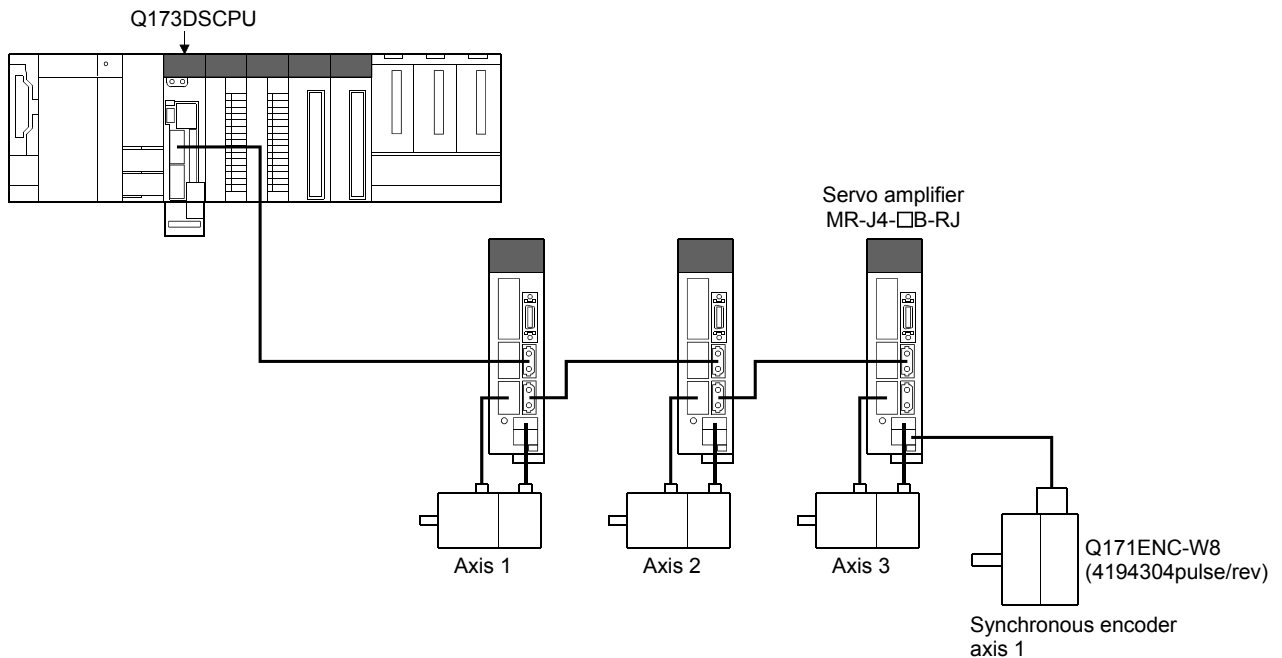 Q173DSCPU
Servo amplifier
MR-J4-□B-RJ
Axis 1
Axis 2
Axis 3
Q171ENC-W8
(4194304pulse/rev)
Synchronous encoder
axis 1